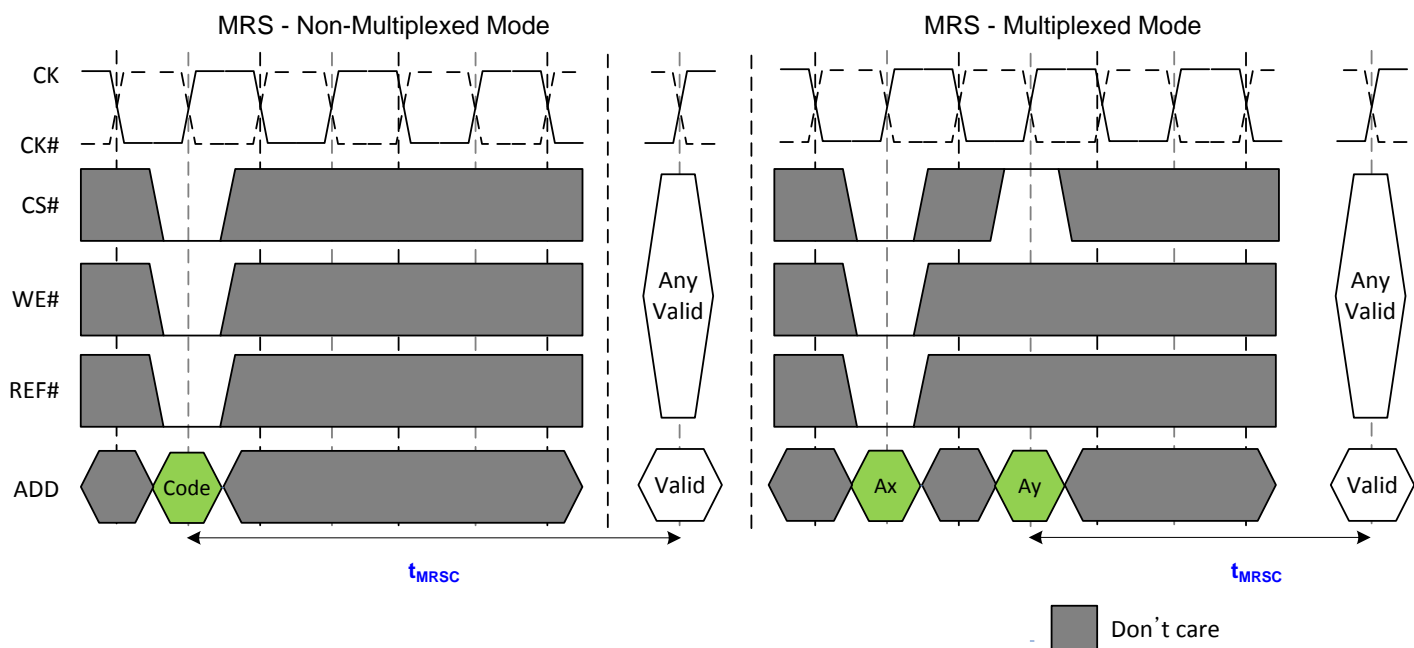 MRS - Non-Multiplexed Mode
MRS - Multiplexed Mode
CK
CK#
CS#
WE#
REF#
ADD
Any
Valid
Any
Valid
Code
Valid
Ax
Ay
Valid
tMRSC
tMRSC
Don't care